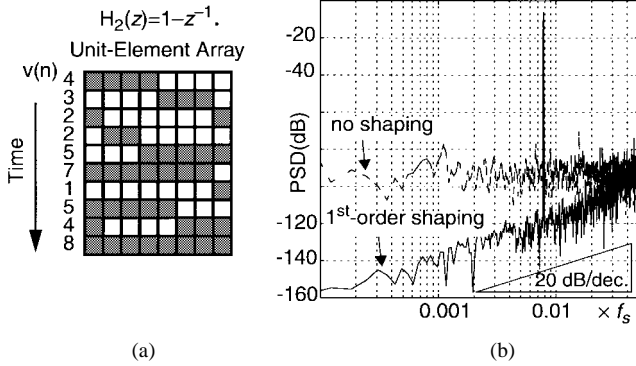 H₂(z)=1−z⁻¹.
Unit-Element Array
v(n)
4
3
2
2
5
7
1
5
4
8
Time
(a)
-20
-40
PSD(dB)
no shaping
-120
1st-order shaping
-140
20 dB/dec.
-160
0.001
0.01
× fs
(b)